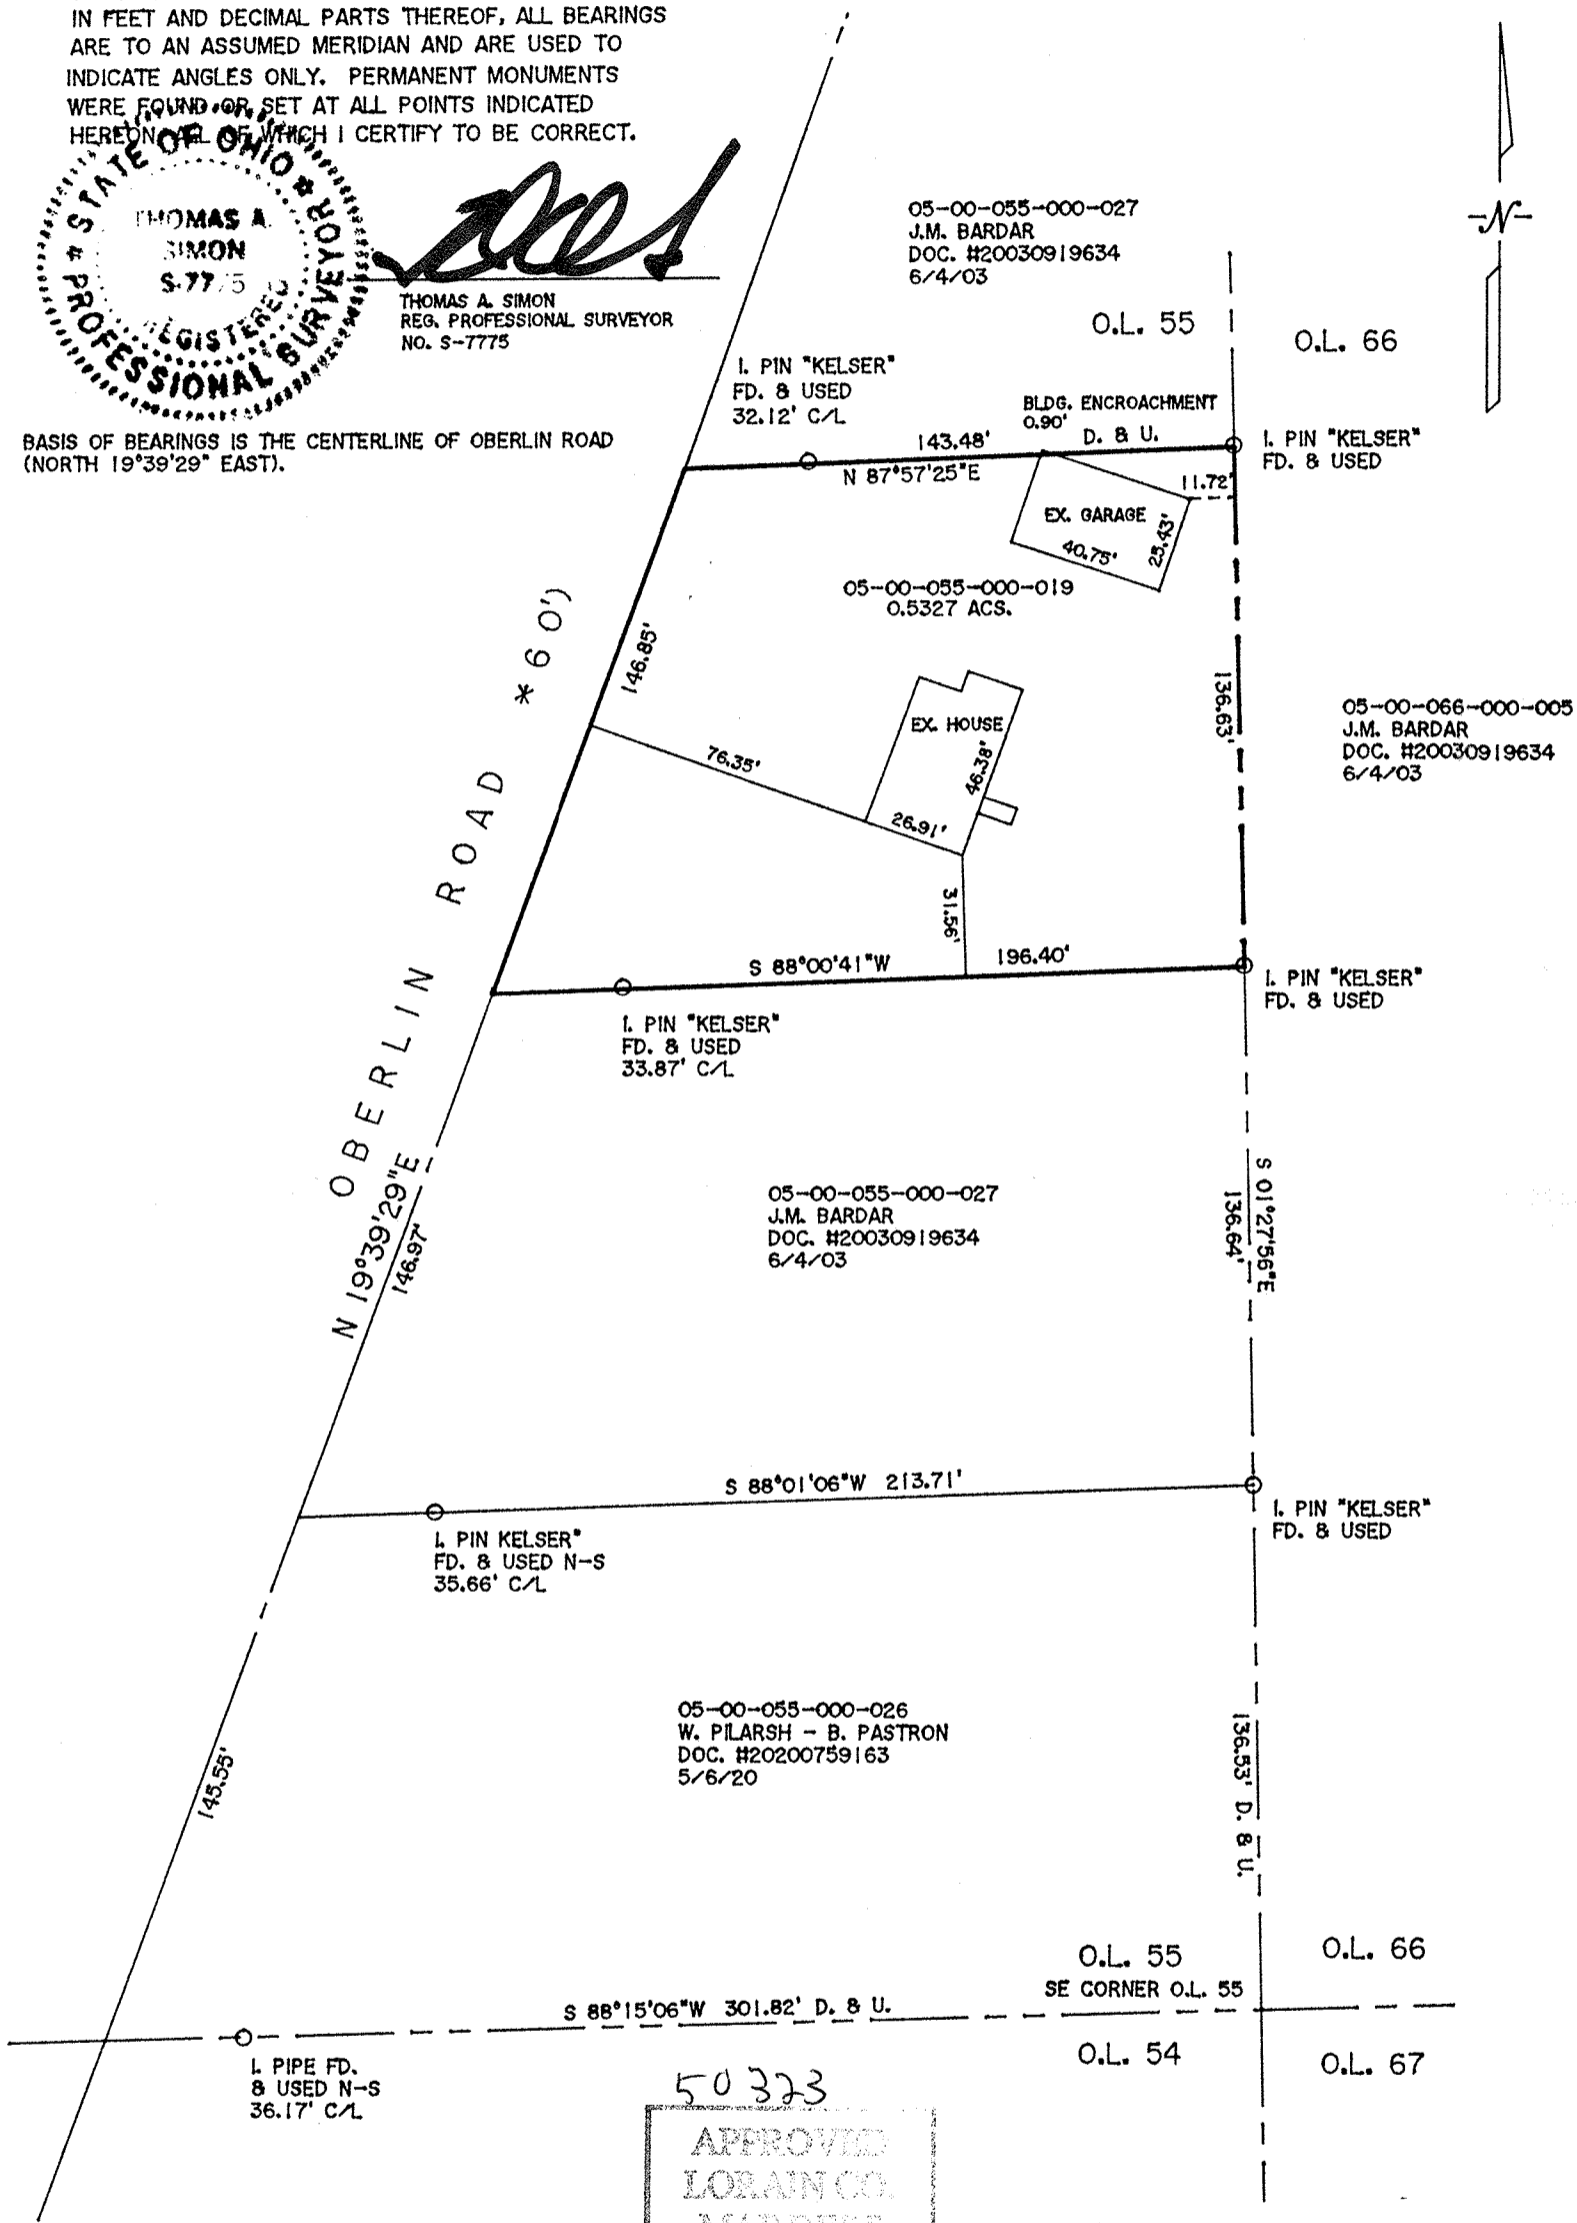 IN FEET AND DECIMAL PARTS THEREOF, ALL BEARINGS
ARE TO AN ASSUMED MERIDIAN AND ARE USED TO
INDICATE ANGLES ONLY. PERMANENT MONUMENTS
WERE FOUND OR SET AT ALL POINTS INDICATED
HEREON ALL OF WHICH I CERTIFY TO BE CORRECT.
STATE OF OHIO
THOMAS A.
SIMON
S-7775
REGISTERED
PROFESSIONAL SURVEYOR
THOMAS A. SIMON
REG. PROFESSIONAL SURVEYOR
NO. S-7775
BASIS OF BEARINGS IS THE CENTERLINE OF OBERLIN ROAD
(NORTH 19°39'29" EAST).
-N-
05-00-055-000-027
J.M. BARDAR
DOC. #20030919634
6/4/03
O.L. 55
O.L. 66
I. PIN "KELSER"
FD. & USED
32.12' C/L
BLDG. ENCROACHMENT
0.90'
D. & U.
143.48'
N 87°57'25"E
I. PIN "KELSER"
FD. & USED
11.72'
EX. GARAGE
40.75'
25.43'
05-00-055-000-019
0.5327 ACS.
146.85'
OBERLIN ROAD *60')
136.63'
05-00-066-000-005
J.M. BARDAR
DOC. #20030919634
6/4/03
EX. HOUSE
46.38'
76.35'
26.91'
31.56'
S 88°00'41"W
196.40'
I. PIN "KELSER"
FD. & USED
I. PIN "KELSER"
FD. & USED
33.87' C/L
N 19°39'29"E
146.97'
05-00-055-000-027
J.M. BARDAR
DOC. #20030919634
6/4/03
S 01°27'56"E
136.64'
S 88°01'06"W 213.71'
I. PIN "KELSER"
FD. & USED
I. PIN KELSER"
FD. & USED N-S
35.66' C/L
05-00-055-000-026
W. PILARSH - B. PASTRON
DOC. #20200759163
5/6/20
145.55'
136.53' D. & U.
O.L. 55
O.L. 66
SE CORNER O.L. 55
S 88°15'06"W 301.82' D. & U.
O.L. 54
O.L. 67
I. PIPE FD.
& USED N-S
36.17' C/L
50323
APPROVED
LORAIN CO.